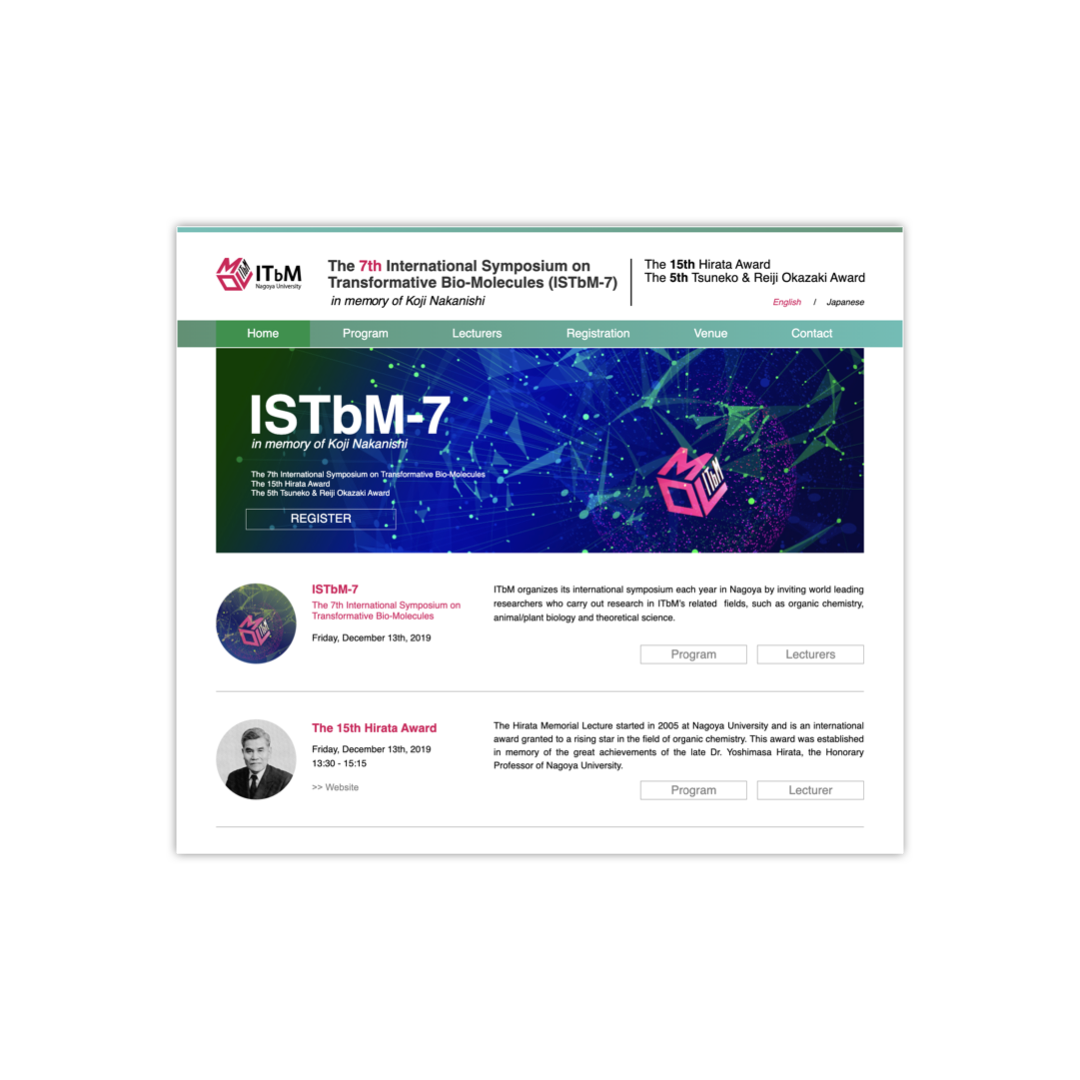 MOL ITbM
ITbM
Nagoya University
The 7th International Symposium on
Transformative Bio-Molecules (ISTbM-7)
in memory of Koji Nakanishi
The 15th Hirata Award
The 5th Tsuneko & Reiji Okazaki Award
English / Japanese
Home Program Lecturers Registration Venue Contact
ISTbM-7
in memory of Koji Nakanishi
The 7th International Symposium on Transformative Bio-Molecules
The 15th Hirata Award
The 5th Tsuneko & Reiji Okazaki Award
REGISTER
MOL ITbM
MOL ITbM
ISTbM-7
The 7th International Symposium on
Transformative Bio-Molecules
Friday, December 13th, 2019
ITbM organizes its international symposium each year in Nagoya by inviting world leading
researchers who carry out research in ITbM's related fields, such as organic chemistry,
animal/plant biology and theoretical science.
Program Lecturers
The 15th Hirata Award
Friday, December 13th, 2019
13:30 - 15:15
>> Website
The Hirata Memorial Lecture started in 2005 at Nagoya University and is an international
award granted to a rising star in the field of organic chemistry. This award was established
in memory of the great achievements of the late Dr. Yoshimasa Hirata, the Honorary
Professor of Nagoya University.
Program Lecturer